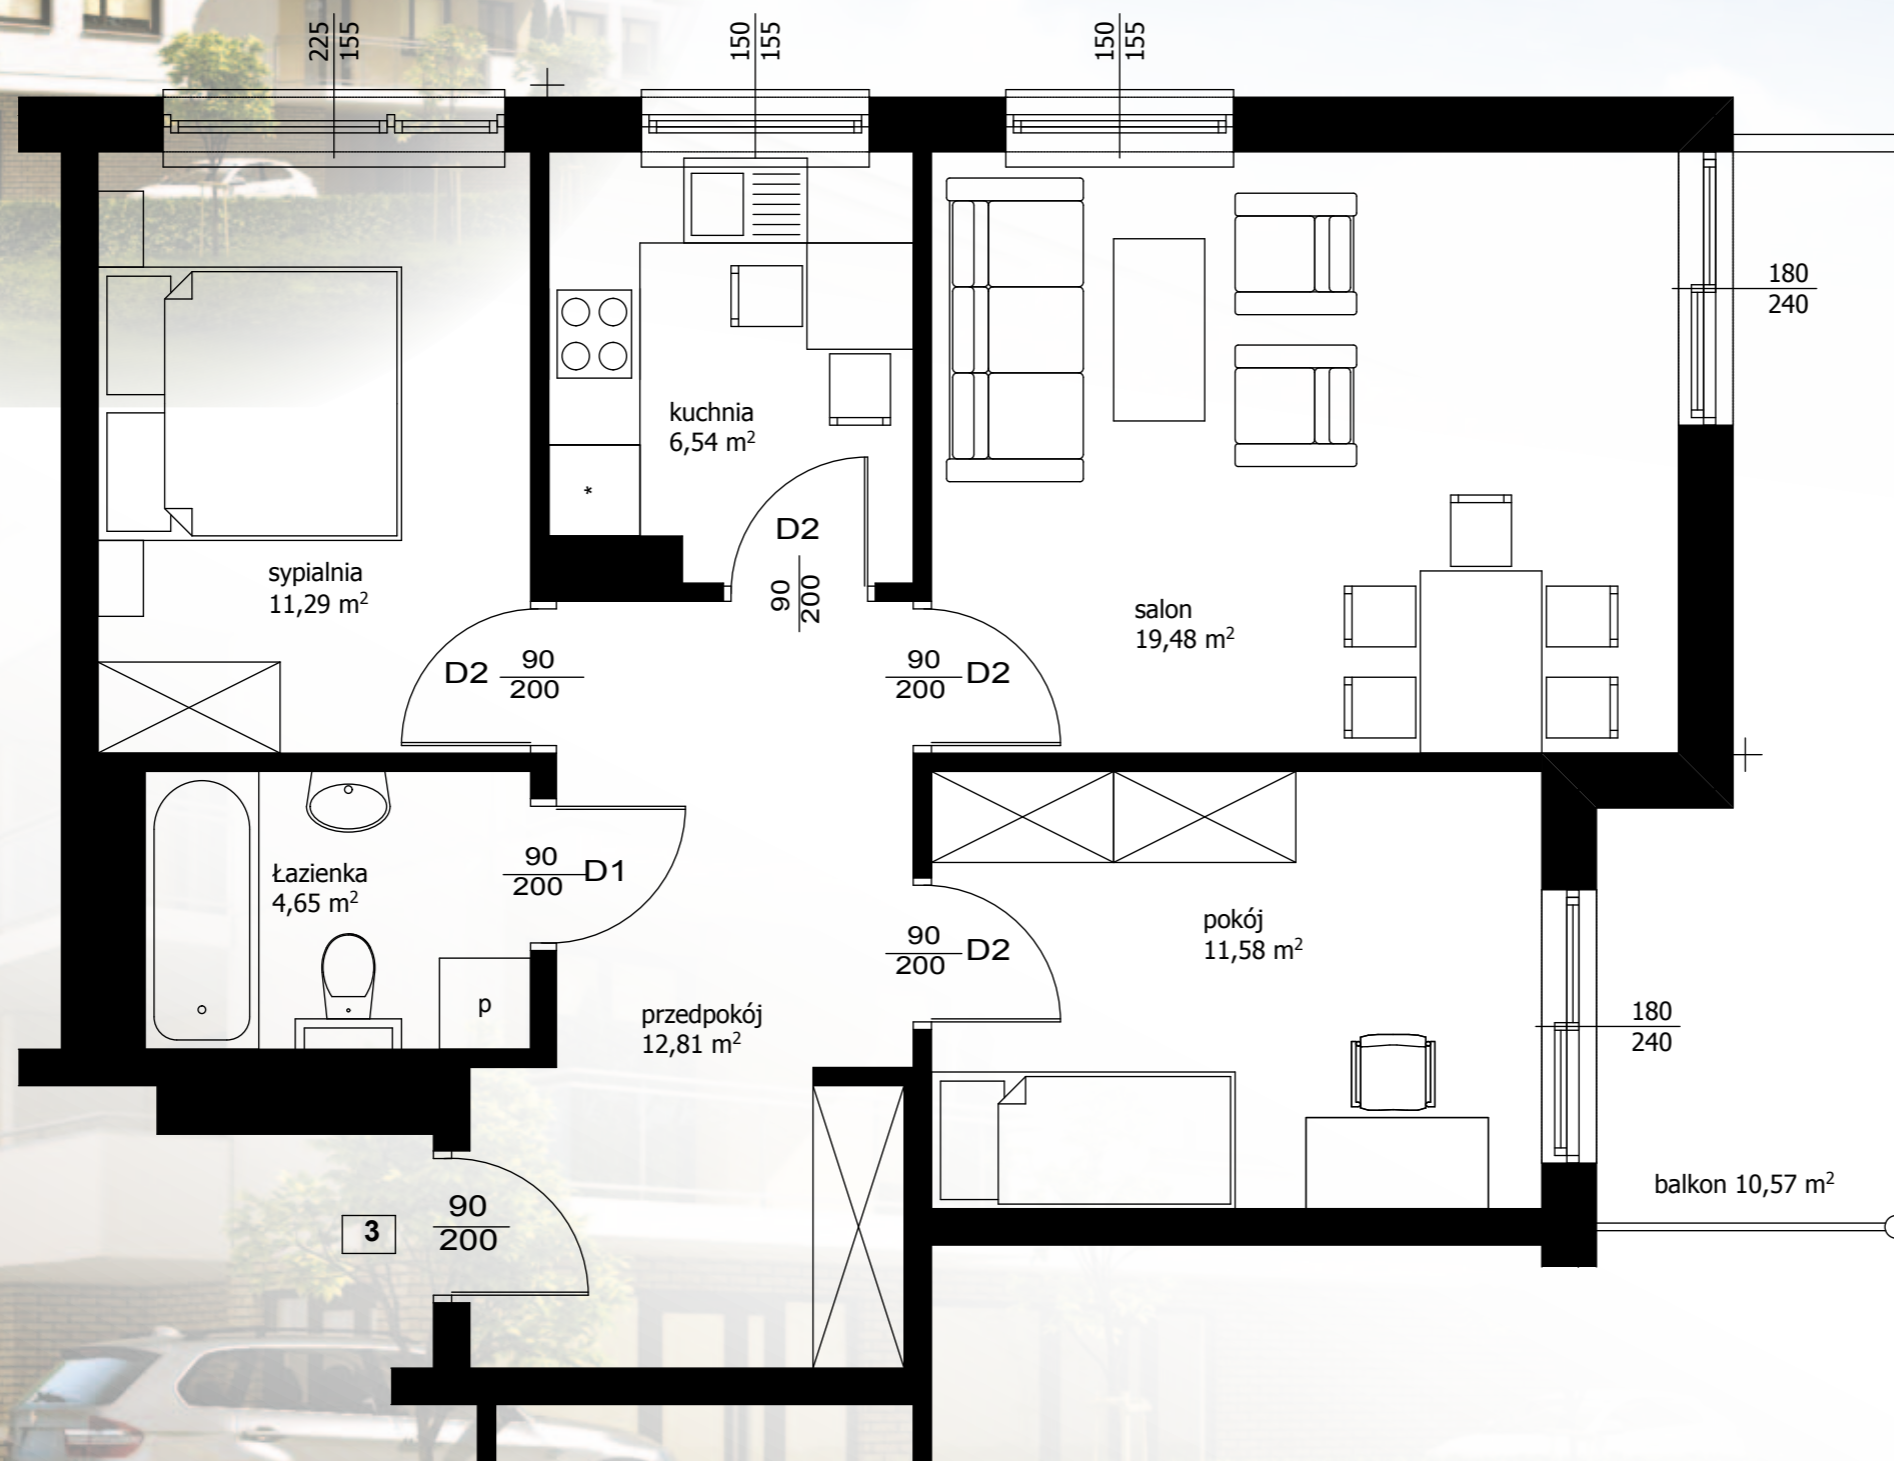 225
155
150
155
150
155
180
240
kuchnia
6,54 m²
*
D2
90
200
sypialnia
11,29 m²
salon
19,48 m²
D2
90
200
90
200
D2
Łazienka
4,65 m²
90
200
D1
pokój
11,58 m²
90
200
D2
p
przedpokój
12,81 m²
180
240
balkon 10,57 m²
3
90
200